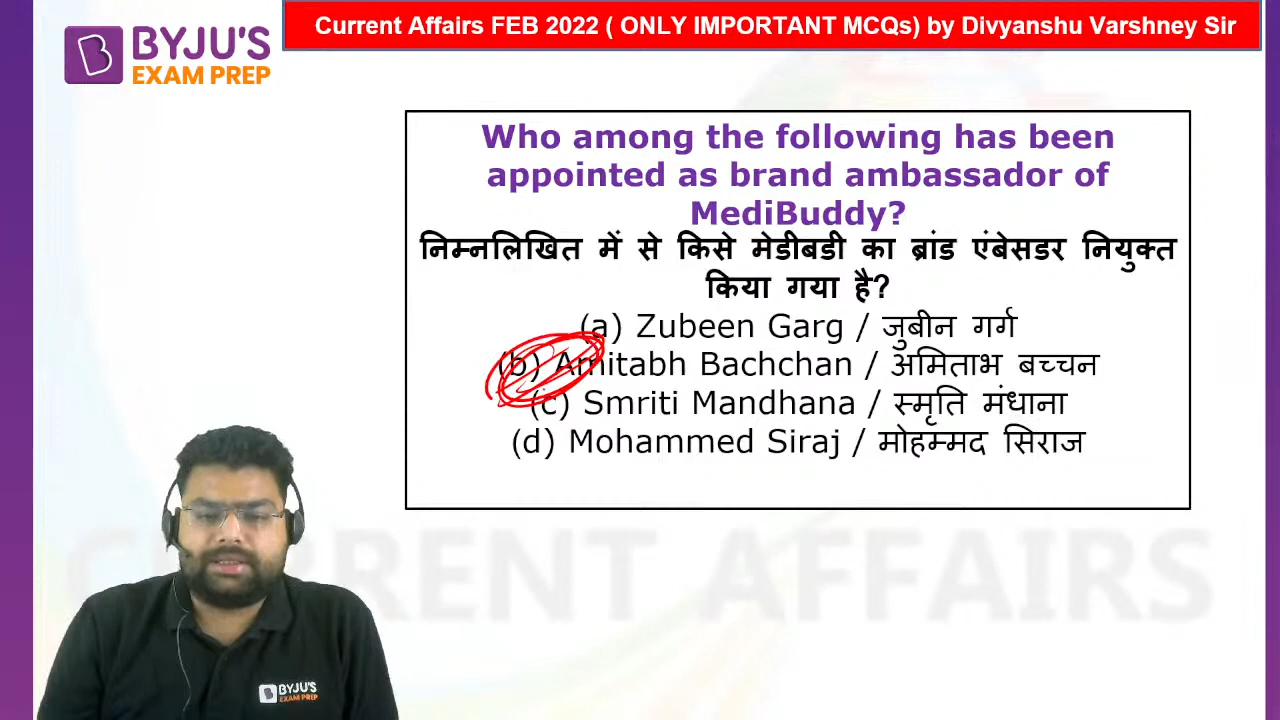 BYJU'S
EXAM PREP
Current Affairs FEB 2022 ( ONLY IMPORTANT MCQs) by Divyanshu Varshney Sir
Who among the following has been
appointed as brand ambassador of
MediBuddy?
निम्नलिखित में से किसे मेडीबडी का ब्रांड एंबेसडर नियुक्त
किया गया है?
(a) Zubeen Garg / जुबीन गर्ग
(b) Amitabh Bachchan / अमिताभ बच्चन
(c) Smriti Mandhana / स्मृति मंधाना
(d) Mohammed Siraj / मोहम्मद सिराज
CURRENT AFFAIRS
BYJU'S
EXAM PREP